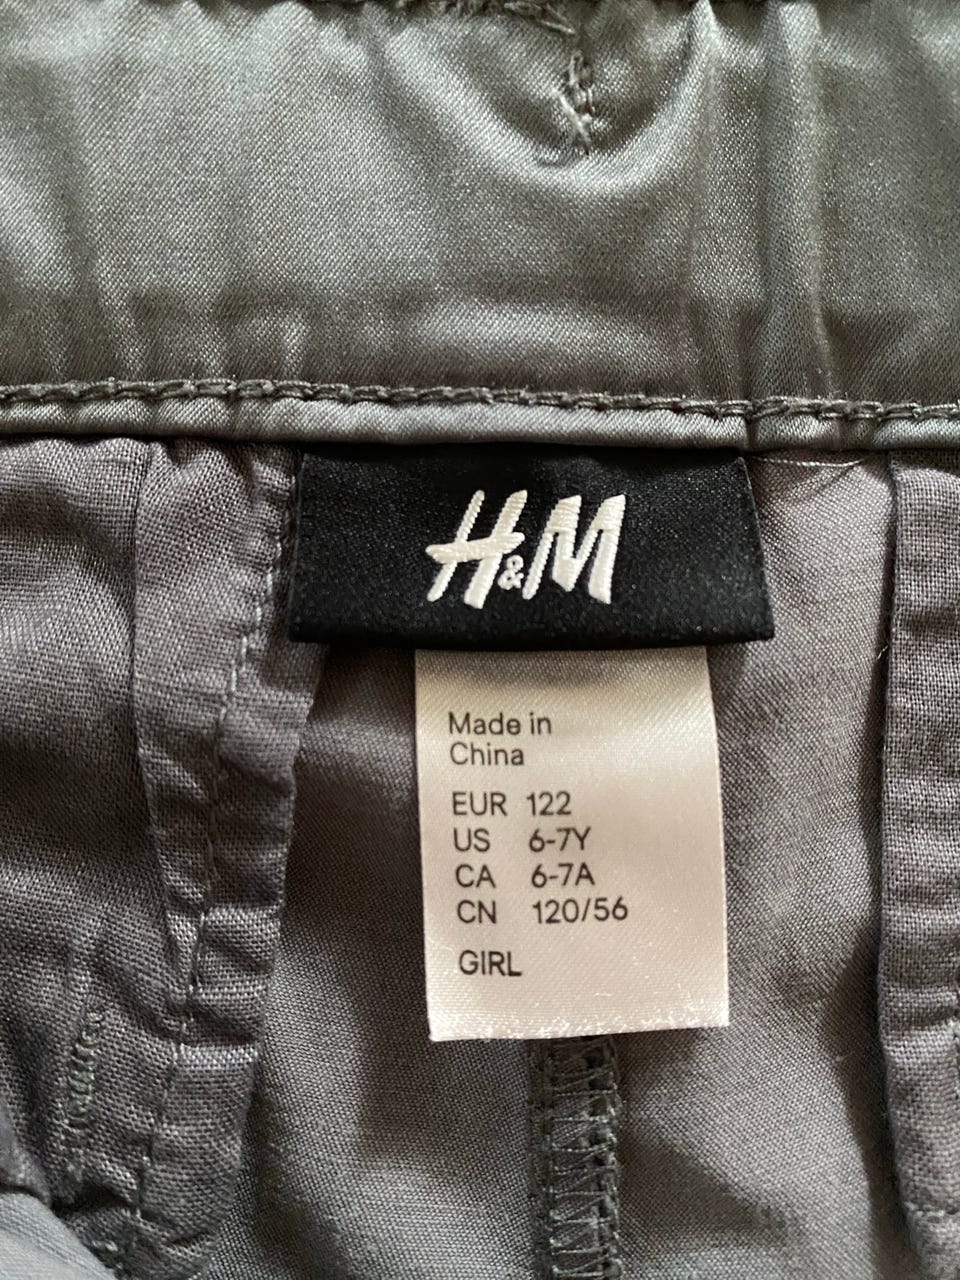 H&M
Made in
China
EUR 122
US 6-7Y
CA 6-7A
CN 120/56
GIRL